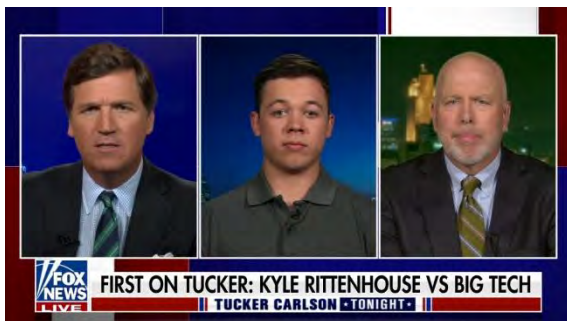 FOX
NEWS
LIVE
FIRST ON TUCKER: KYLE RITTENHOUSE VS BIG TECH
TUCKER CARLSON •TONIGHT•